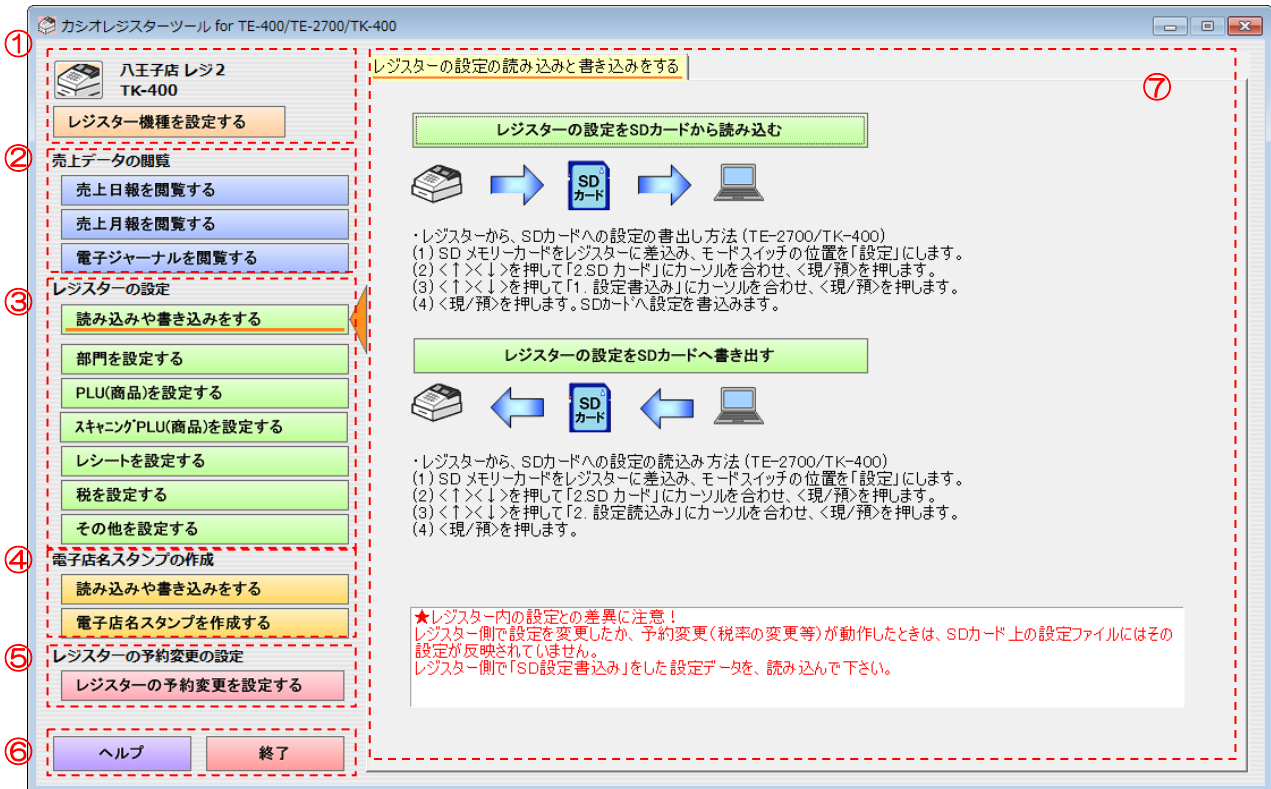 カシオレジスターツール for TE-400/TE-2700/TK-400
①
八王子店 レジ2
TK-400
レジスター機種を設定する
②
売上データの閲覧
売上日報を閲覧する
売上月報を閲覧する
電子ジャーナルを閲覧する
③
レジスターの設定
読み込みや書き込みをする
部門を設定する
PLU(商品)を設定する
ｽｷｬﾆﾝｸﾞPLU(商品)を設定する
レシートを設定する
税を設定する
その他を設定する
④
電子店名スタンプの作成
読み込みや書き込みをする
電子店名スタンプを作成する
⑤
レジスターの予約変更の設定
レジスターの予約変更を設定する
⑥
ヘルプ
終了
⑦
レジスターの設定の読み込みと書き込みをする
レジスターの設定をSDカードから読み込む
SD
カード
・レジスターから、SDカードへの設定の書出し方法(TE-2700/TK-400)
(1) SD メモリーカードをレジスターに差込み、モードスイッチの位置を「設定」にします。
(2) <↑><↓>を押して「2.SD カード」にカーソルを合わせ、<現/預>を押します。
(3) <↑><↓>を押して「1. 設定書込み」にカーソルを合わせ、<現/預>を押します。
(4) <現/預>を押します。SDｶｰﾄﾞへ設定を書込みます。
レジスターの設定をSDカードへ書き出す
SD
カード
・レジスターから、SDカードへの設定の読込み方法(TE-2700/TK-400)
(1) SD メモリーカードをレジスターに差込み、モードスイッチの位置を「設定」にします。
(2) <↑><↓>を押して「2.SD カード」にカーソルを合わせ、<現/預>を押します。
(3) <↑><↓>を押して「2. 設定読込み」にカーソルを合わせ、<現/預>を押します。
(4) <現/預>を押します。
★レジスター内の設定との差異に注意！
レジスター側で設定を変更したか、予約変更(税率の変更等)が動作したときは、SDカード上の設定ファイルにはその
設定が反映されていません。
レジスター側で「SD設定書込み」をした設定データを、読み込んで下さい。